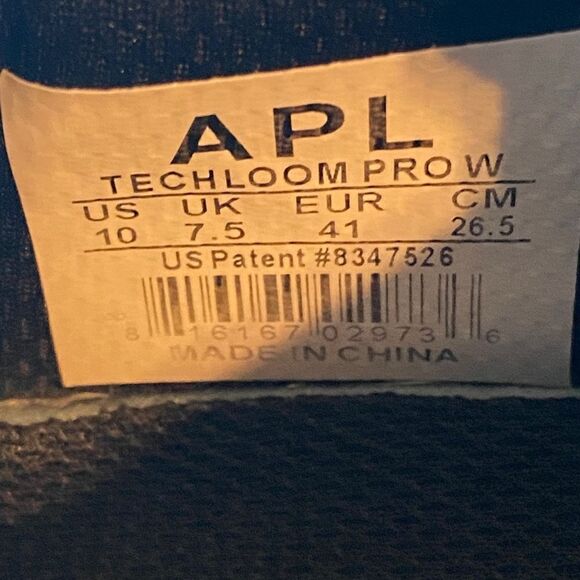 APL
TECHLOOM PRO W
US UK EUR CM
10 7.5 41 26.5
US Patent #8347526
8 16167 02973 6
MADE IN CHINA